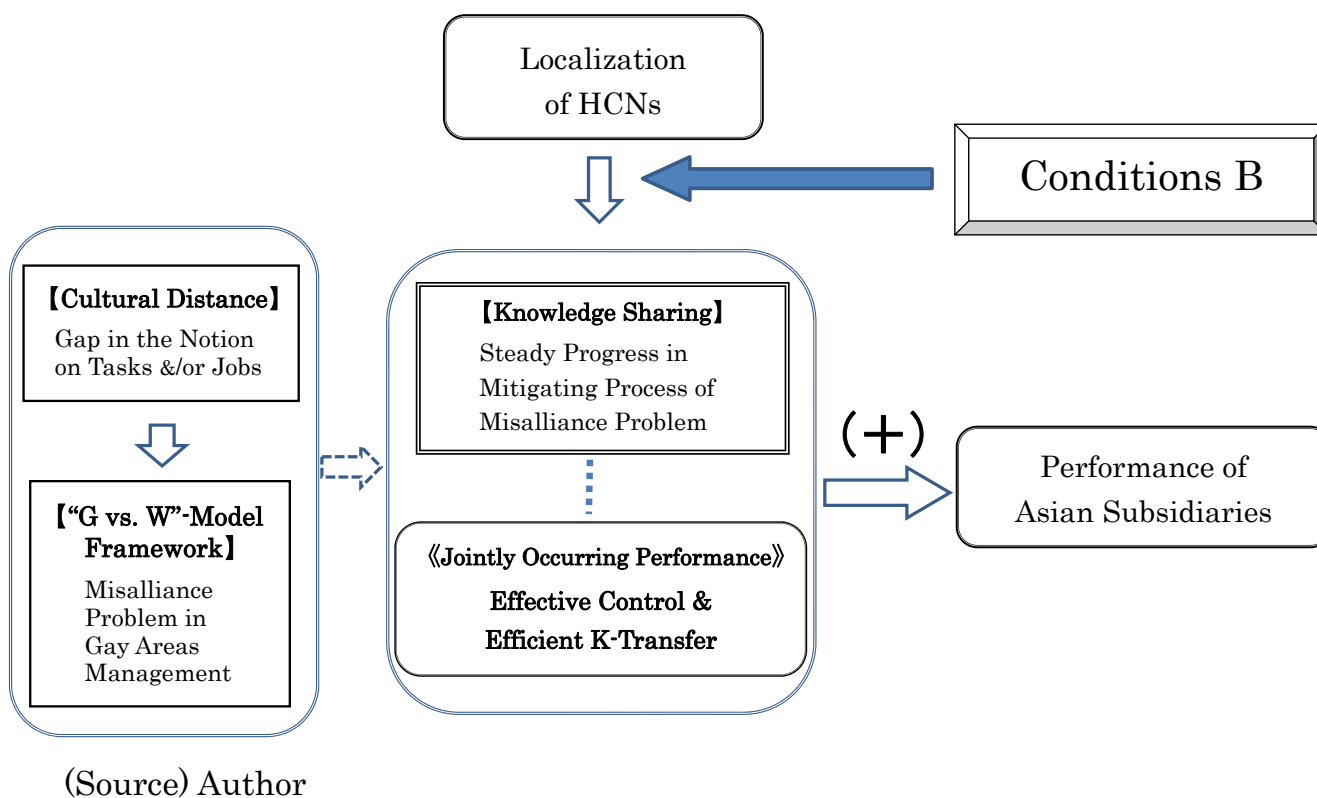 Localization
of HCNs
Conditions B
【Cultural Distance】
Gap in the Notion
on Tasks &/or Jobs
【“G vs. W”-Model
Framework】
Misalliance
Problem in
Gay Areas
Management
【Knowledge Sharing】
Steady Progress in
Mitigating Process of
Misalliance Problem
《Jointly Occurring Performance》
Effective Control &
Efficient K-Transfer
(+)
Performance of
Asian Subsidiaries
(Source) Author